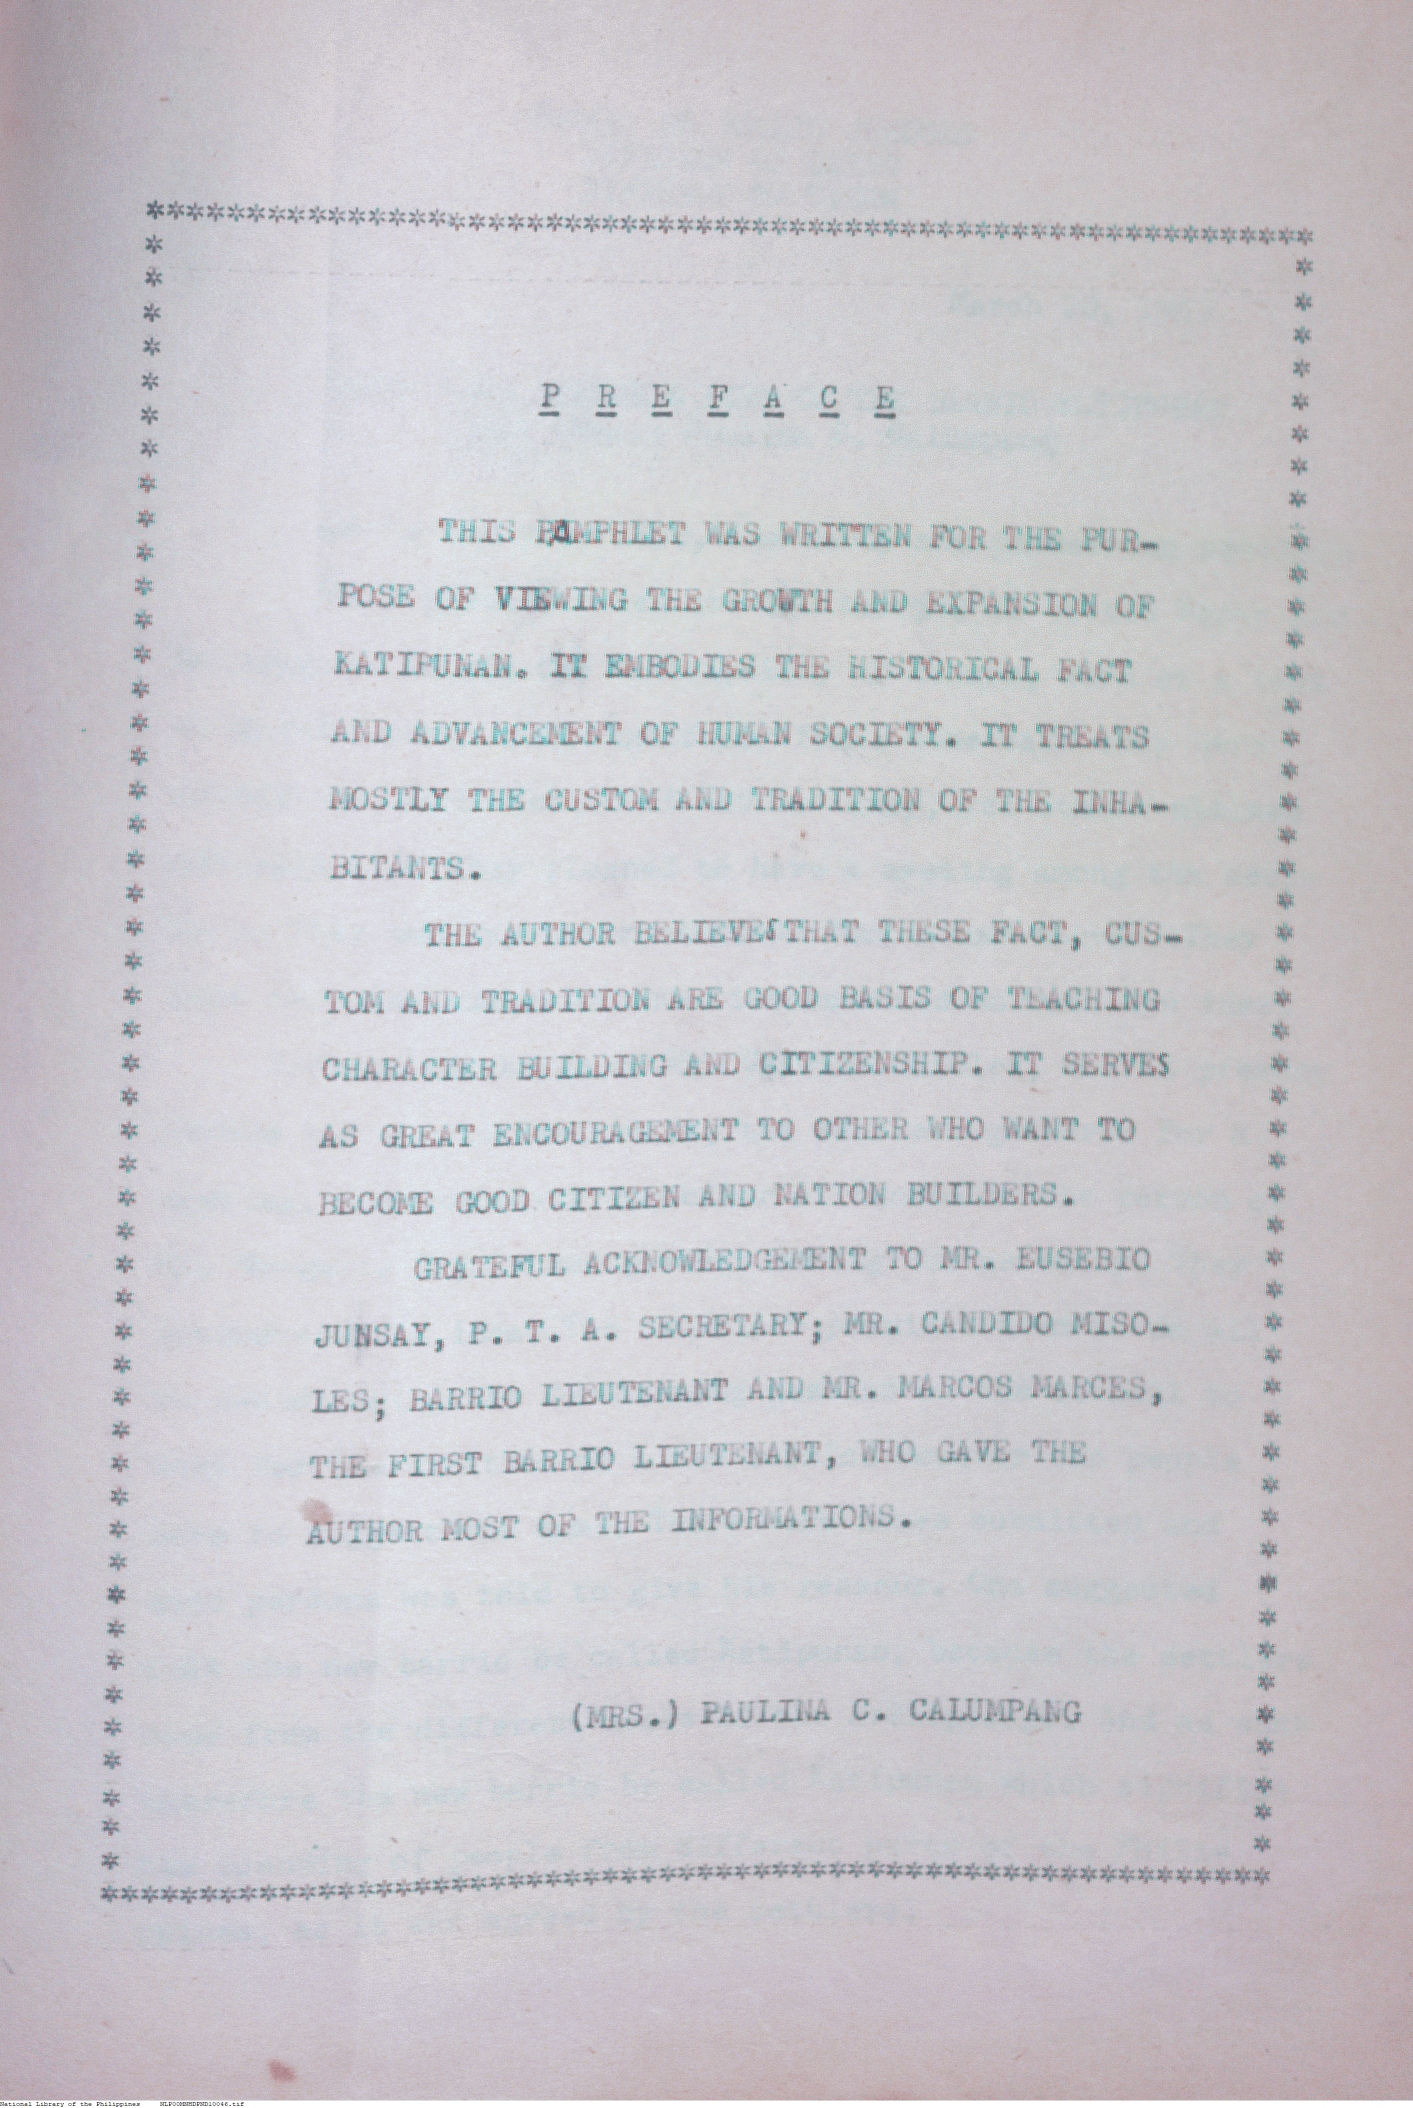 P R E F A C E
THIS PAMPHLET WAS WRITTEN FOR THE PUR-
POSE OF VIEWING THE GROWTH AND EXPANSION OF
KATIPUNAN. IT EMBODIES THE HISTORICAL FACT
AND ADVANCEMENT OF HUMAN SOCIETY. IT TREATS
MOSTLY THE CUSTOM AND TRADITION OF THE INHA-
BITANTS.
THE AUTHOR BELIEVES THAT THESE FACT, CUS-
TOM AND TRADITION ARE GOOD BASIS OF TEACHING
CHARACTER BUILDING AND CITIZENSHIP. IT SERVES
AS GREAT ENCOURAGEMENT TO OTHER WHO WANT TO
BECOME GOOD CITIZEN AND NATION BUILDERS.
GRATEFUL ACKNOWLEDGEMENT TO MR. EUSEBIO
JUNSAY, P. T. A. SECRETARY; MR. CANDIDO MISO-
LES; BARRIO LIEUTENANT AND MR. MARCOS MARCES,
THE FIRST BARRIO LIEUTENANT, WHO GAVE THE
AUTHOR MOST OF THE INFORMATIONS.
(MRS.) PAULINA C. CALUMPANG
National Library of the Philippines NLPOOMNHDPND10046.tif